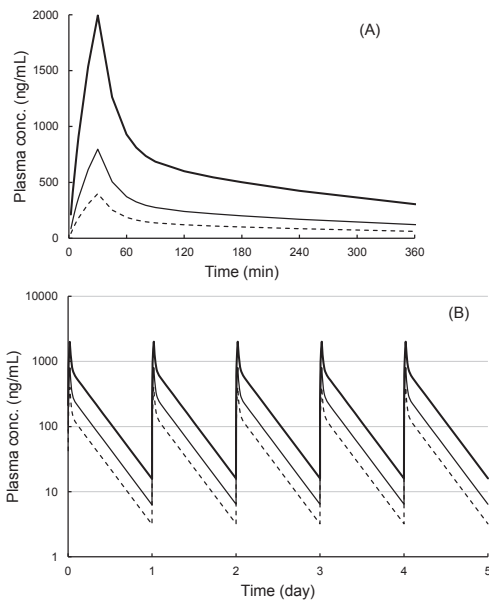 (A)
Plasma conc. (ng/mL)
2000
1500
1000
500
0
0 60 120 180 240 300 360
Time (min)
(B)
Plasma conc. (ng/mL)
10000
1000
100
10
1
0 1 2 3 4 5
Time (day)